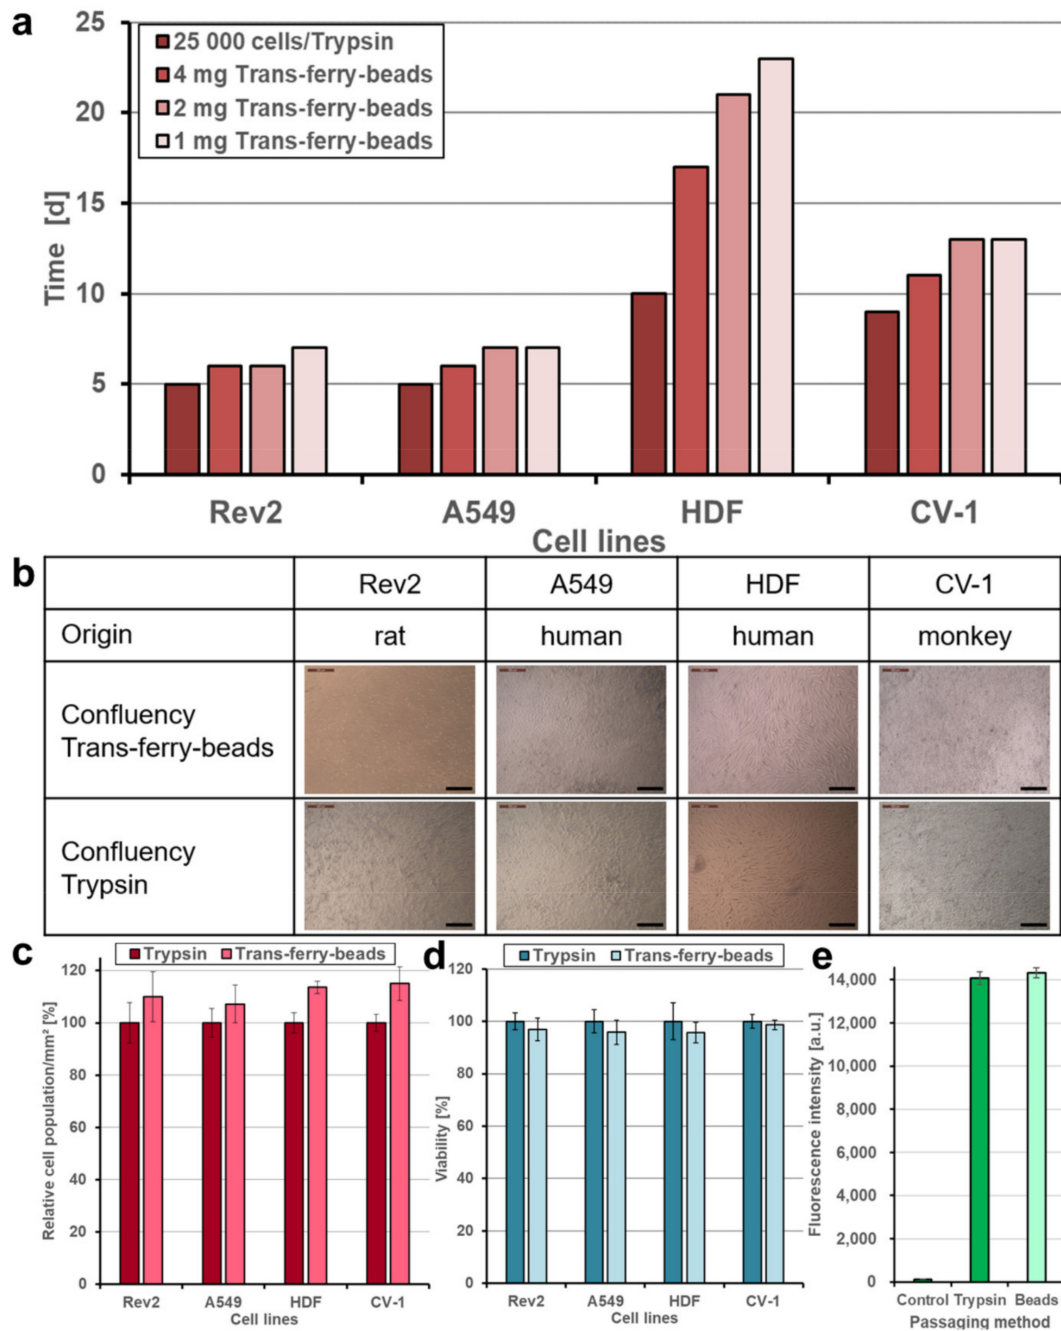 a
25
20
15
10
5
0
Time [d]
25 000 cells/Trypsin
4 mg Trans-ferry-beads
2 mg Trans-ferry-beads
1 mg Trans-ferry-beads
Rev2 A549 HDF CV-1
Cell lines
b
Rev2 A549 HDF CV-1
Origin rat human human monkey
Confluency
Trans-ferry-beads
Confluency
Trypsin
c
Trypsin Trans-ferry-beads
Relative cell population/mm² [%]
120
100
80
60
40
20
0
Rev2 A549 HDF CV-1
Cell lines
d
Trypsin Trans-ferry-beads
Viability [%]
120
100
80
60
40
20
0
Rev2 A549 HDF CV-1
Cell lines
e
Fluorescence intensity [a.u.]
14,000
12,000
10,000
8,000
6,000
4,000
2,000
0
Control Trypsin Beads
Passaging method